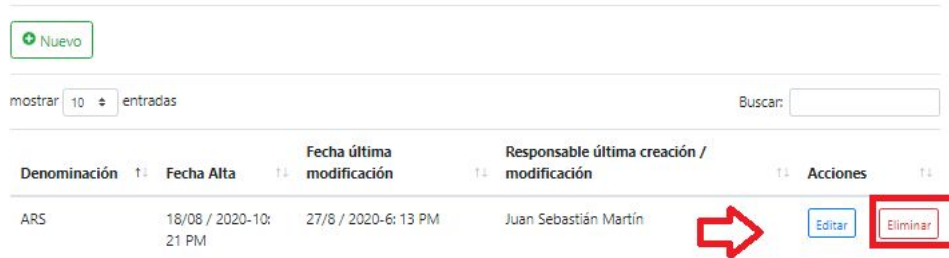 Nuevo
mostrar 10 entradas
Buscar:
Denominación Fecha Alta Fecha última modificación Responsable última creación / modificación Acciones
ARS 18/08 / 2020-10: 21 PM 27/8 / 2020-6: 13 PM Juan Sebastián Martín Editar Eliminar